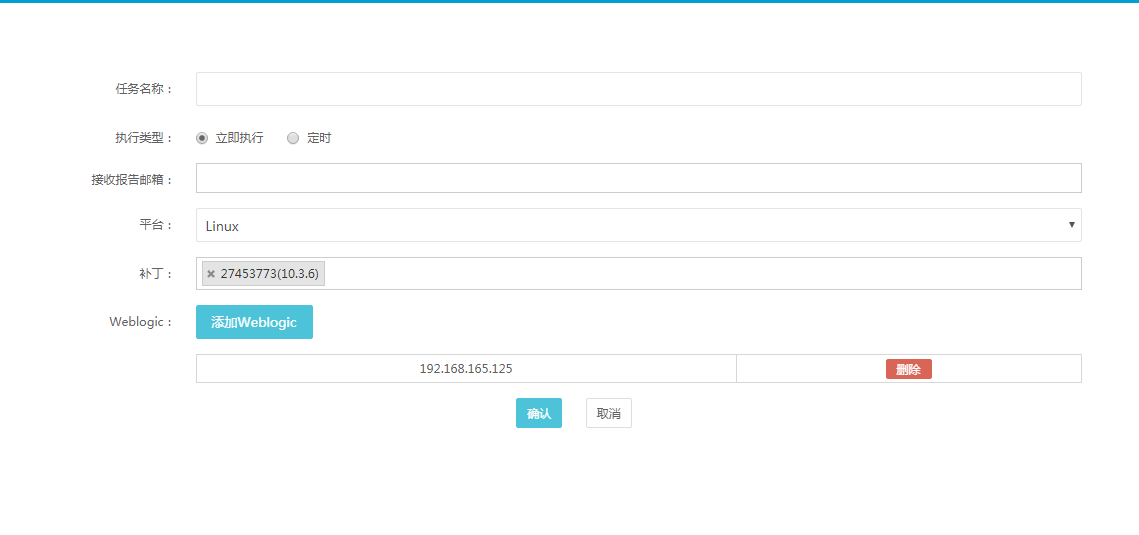 任务名称：
执行类型： 立即执行 定时
接收报告邮箱：
平台： Linux
补丁： 27453773(10.3.6)
Weblogic： 添加Weblogic
192.168.165.125 删除
确认 取消